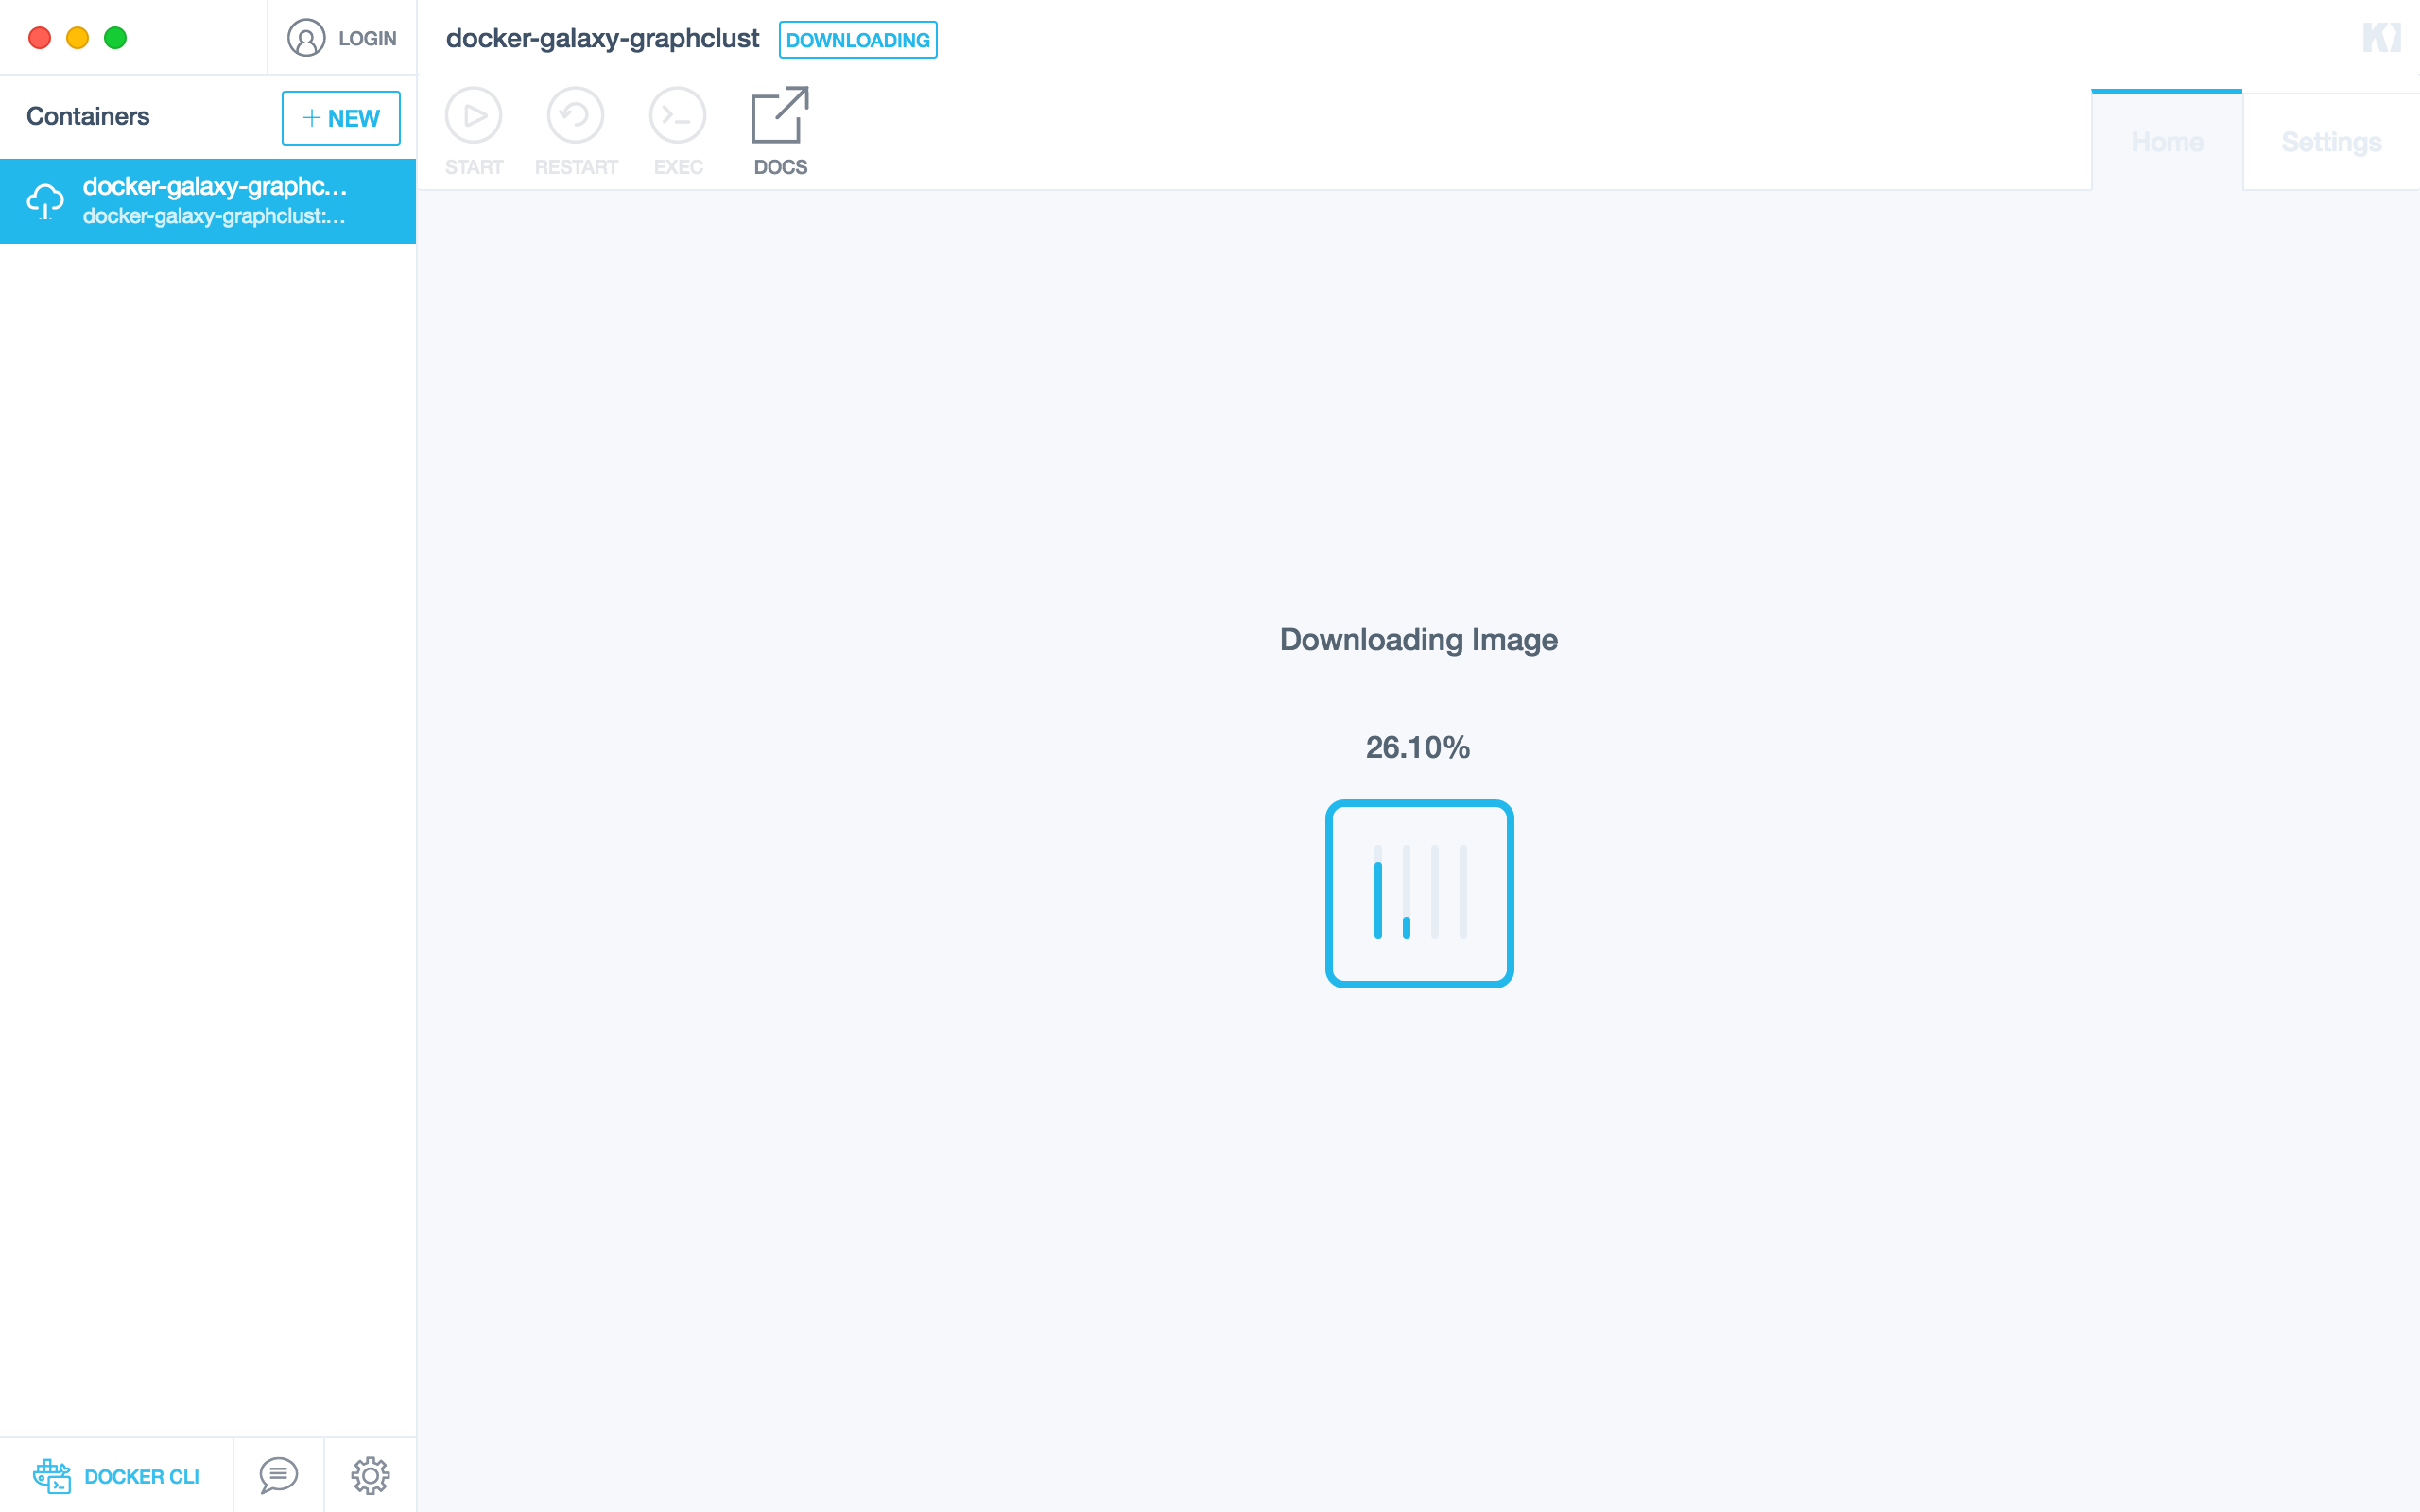 LOGIN
docker-galaxy-graphclust
DOWNLOADING
Containers
+ NEW
START
RESTART
EXEC
DOCS
Home
Settings
docker-galaxy-graphc...
docker-galaxy-graphclust:...
Downloading Image
26.10%
DOCKER CLI